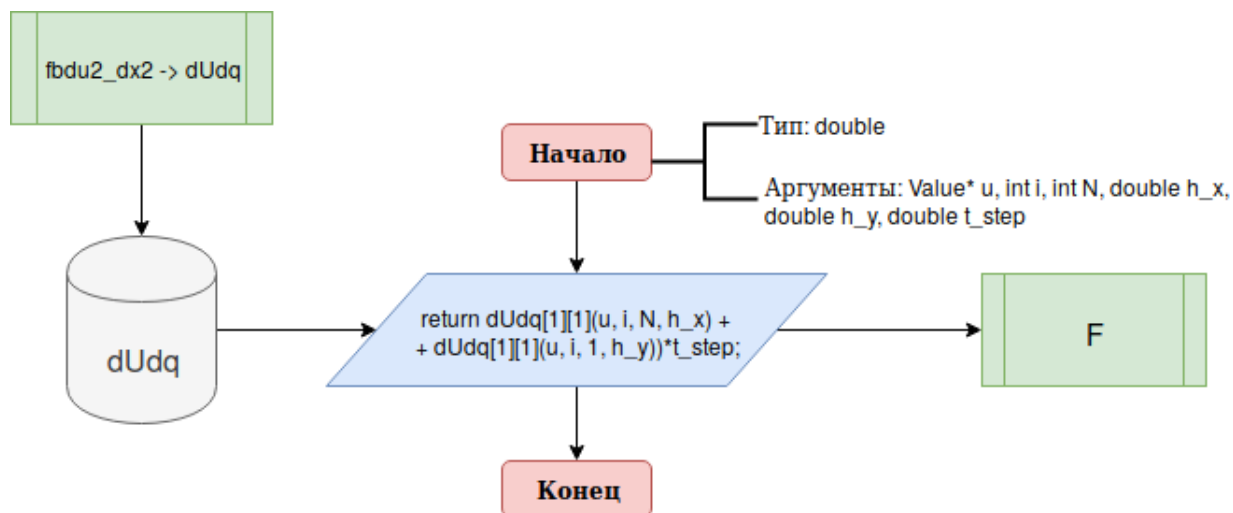 fbdu2_dx2 -> dUdq
Начало
Тип: double
Аргументы: Value* u, int i, int N, double h_x,
double h_y, double t_step
dUdq
return dUdq[1][1](u, i, N, h_x) +
+ dUdq[1][1](u, i, 1, h_y))*t_step;
F
Конец